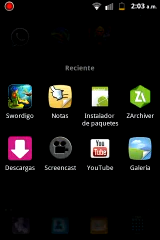 2:03 a.m.
Reciente
Swordigo
Notas
Instalador de paquetes
ZArchiver
Descargas
Screencast
YouTube
Galería